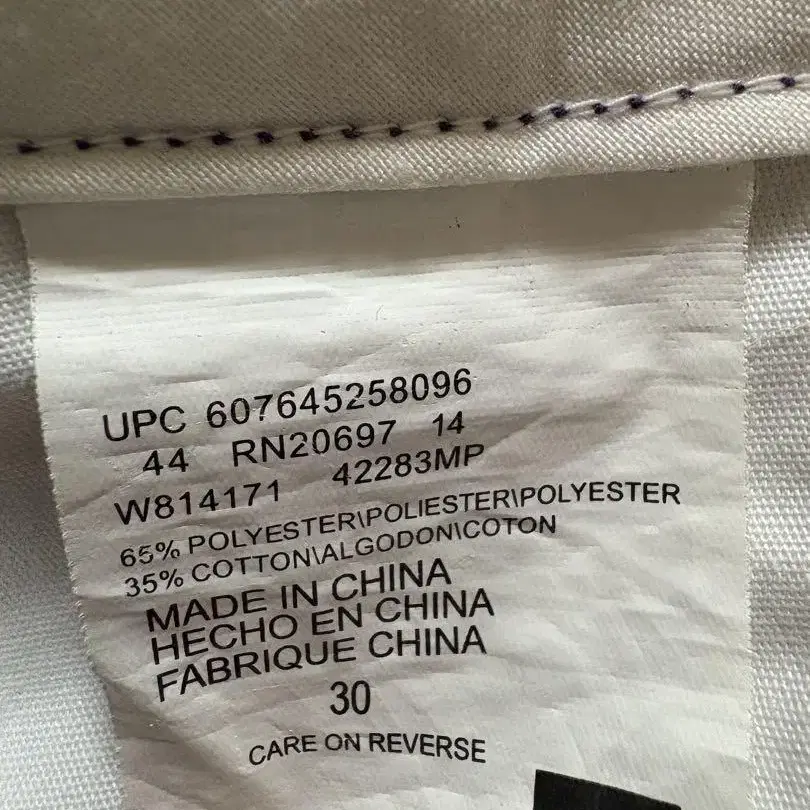 UPC 607645258096
44 RN20697 14
W814171 42283MP
65% POLYESTER\POLIESTER\POLYESTER
35% COTTON\ALGODON\COTON
MADE IN CHINA
HECHO EN CHINA
FABRIQUE CHINA
30
CARE ON REVERSE